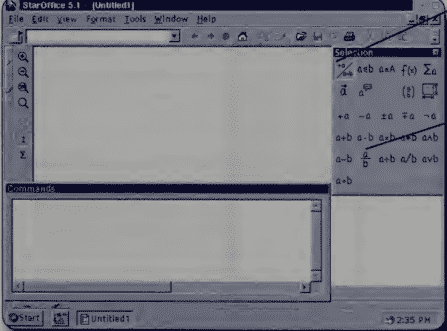 StarOffice 5.1 - [Untitled1]
File Edit View Format Tools Window Help
Selection
+a/a+b a≤b a∈A f(x) Σa
a⃗
+a -a ±a ∓a ¬a
a+b a-b a×b a∧b
a-b a/b a÷b a/b a∨b
a∘b
Commands
Start Untitled1 2:35 PM